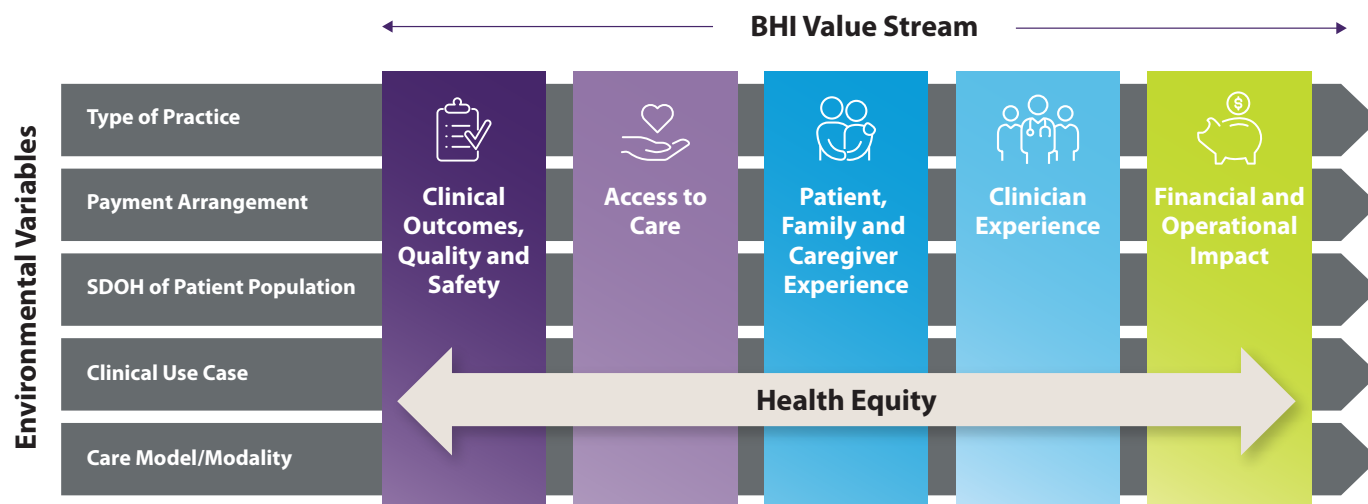 BHI Value Stream
Environmental Variables
Type of Practice
Payment Arrangement
SDOH of Patient Population
Clinical Use Case
Care Model/Modality
Clinical
Outcomes,
Quality and
Safety
Access to
Care
Patient,
Family and
Caregiver
Experience
Clinician
Experience
$
Financial and
Operational
Impact
Health Equity